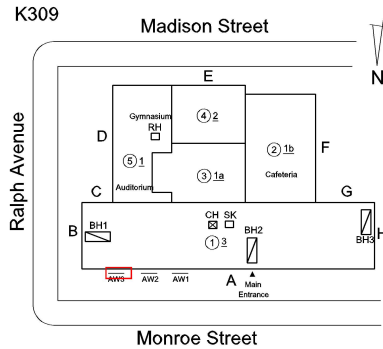 K309
Madison Street
N
E
Gymnasium
RH
4 2
D
5 1
2 1b
F
Ralph Avenue
3 1a
Cafeteria
Auditorium
C
G
CH SK
B
BH1
BH2
BH3
H
1 3
AW3
AW2
AW1
A
Main
Entrance
Monroe Street